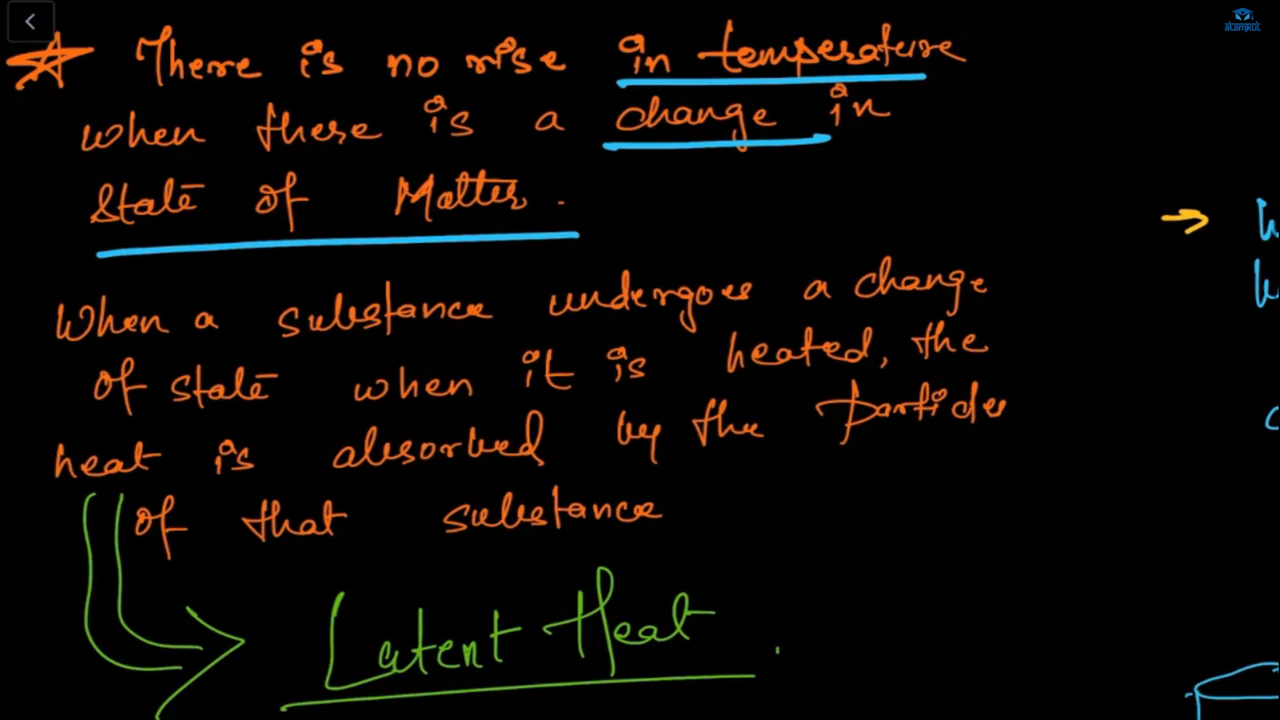 atamkul
There is no rise in temperature
when there is a change in
State of Matter.
When a substance undergoes a change
of state when it is heated, the
heat is absorbed by the particles
of that substance
Latent Heat.